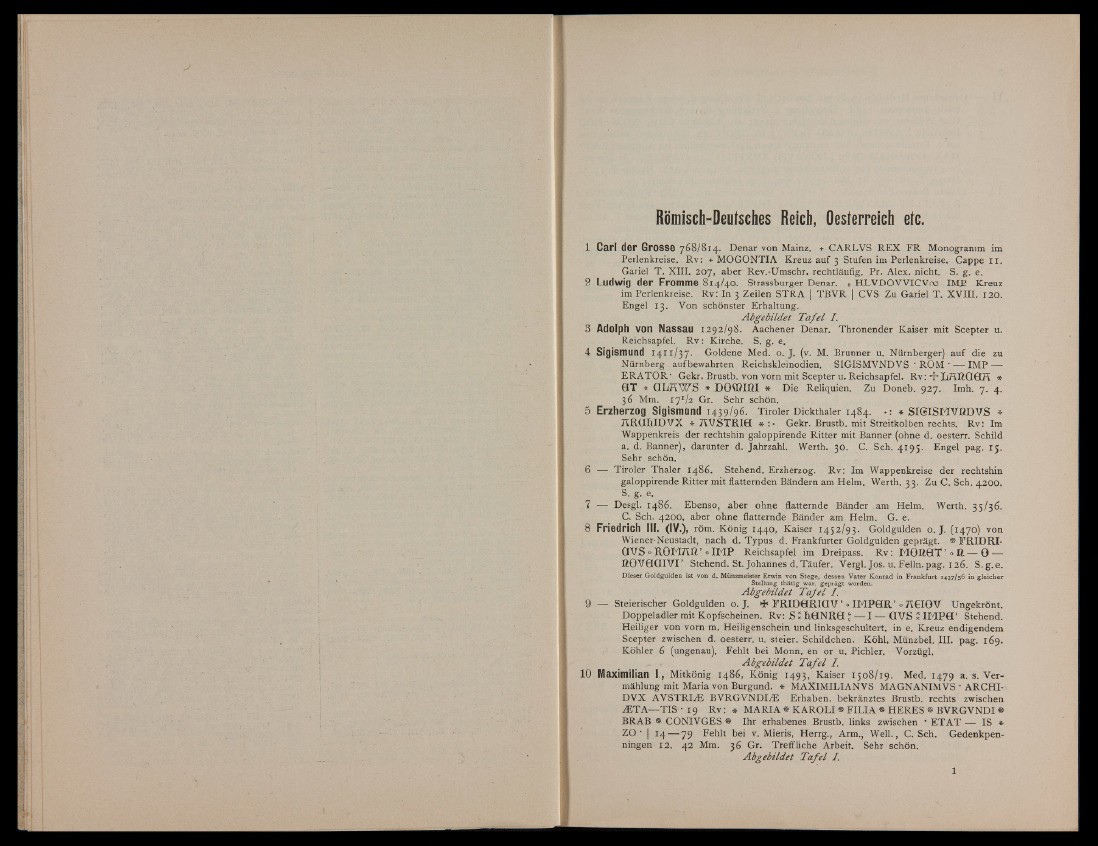 Römisch-Deutsches Reich, Oesterreich etc.
1 Carl der Grosse 768/814. Denar von Mainz. + CARLVS REX FR Monogramm im
Perlenkreise. Rv: + MOGONTIA Kreuz auf 3 Stufen im Perlenkreise. Cappe 11.
Gariel T. XIII. 207, aber Rev.-Umschr. rechtläufig. Pr. Alex. nicht. S. g. e.
2 Ludwig der Fromme 814/40. Strassburger Denar. IMP Kreuz
im Perlenkreise. Rv: In 3 Zeilen STRA | TBVR | CVS Zu Gariel T. XVIII. 120.
Engel 13. Von schönster Erhaltung.
Abgebildet Tafel I.
3 Adolph von Nassau 1292/98. Aachener Denar. Thronender Kaiser mit Scepter u.
Reichsapfel. Rv: Kirche. S. g. e.
4 Sigismund 1411/37. Goldene Med. o. J. (v. M. Brunner u. Nürnberger) auf die zu
Nürnberg aufbewahrten Reichskleinodien. SIGISMVNDVS · ROM · — IMP —
ERATOR · Gekr. Brustb. von vorn mit Scepter u. Reichsapfel. Rv: + LANCEA *
ET * CLAWS * DOMINI * Die Reliquien. Zu Doneb. 927. Imh. 7. 4.
36 Mm. 17 1/2 Gr. Sehr schön.
5 Erzherzog Sigismund 1439/96. Tiroler Dickthaler 1484. ·: * SIGISMVNDVS *
ARChIDVX * AVSTRIE * :· Gekr. Brustb. mit Streitkolben rechts. Rv: Im
Wappenkreis der rechtshin galoppirende Ritter mit Banner (ohne d. oesterr. Schild
a. d. Banner), darunter d. Jahrzahl. Werth. 30. C. Sch. 4195. Engel pag. 15.
Sehr schön.
6 — Tiroler Thaler 1486. Stehend. Erzherzog. Rv: Im Wappenkreise der rechtshin
galoppirende Ritter mit flatternden Bändern am Helm. Werth. 33. Zu C. Sch. 4200.
S. g. e.
7 — Desgl. 1486. Ebenso, aber ohne flatternde Bänder am Helm. Werth. 35/36.
C. Sch. 4200, aber ohne flatternde Bänder am Helm. G. e.
8 Friedrich III. (IV.), röm. König 1440, Kaiser 1452/93. Goldgulden o. J. (1470) von
Wiener-Neustadt, nach d. Typus d. Frankfurter Goldgulden geprägt. * FRIDRI-
CVS ∘ ROMAN' ∘ IMP Reichsapfel im Dreipass. Rv: MONET' ∘ N — O —
NOVECIVI' Stehend. St. Johannes d. Täufer. Vergl. Jos. u. Felln. pag. 126. S. g. e.
Dieser Goldgulden ist von d. Münzmeister Erwin von Stege, dessen Vater Konrad in Frankfurt 1437/56 in gleicher
Stellung thätig war, geprägt worden.
Abgebildet Tafel I.
9 — Steierischer Goldgulden o. J. ✠ FRIDERICV' ∘ IMPER' ∘ AEIOV Ungekrönt.
Doppeladler mit Kopfscheinen. Rv: S : hENRE : — I — CVS : IMPE' Stehend.
Heiliger von vorn m. Heiligenschein und linksgeschultert, in e. Kreuz endigendem
Scepter zwischen d. oesterr. u. steier. Schildchen. Köhl. Münzbel. III. pag. 169.
Köhler 6 (ungenau). Fehlt bei Monn. en or u. Pichler. Vorzügl.
Abgebildet Tafel I.
10 Maximilian I., Mitkönig 1486, König 1493, Kaiser 1508/19. Med. 1479 a. s. Ver-
mählung mit Maria von Burgund. * MAXIMILIANVS MAGNANIMVS · ARCHI-
DVX AVSTRIÆ BVRGVNDIÆ Erhaben. bekränztes Brustb. rechts zwischen
ÆTA—TIS · 19 Rv: * MARIA * KAROLI * FILIA * HERES * BVRGVNDI *
BRAB * CONIVGES * Ihr erhabenes Brustb. links zwischen · ETAT — IS *
ZO · | 14—79 Fehlt bei v. Mieris, Herrg., Arm., Well., C. Sch. Gedenkpen-
ningen 12. 42 Mm. 36 Gr. Treffliche Arbeit. Sehr schön.
Abgebildet Tafel I.
1